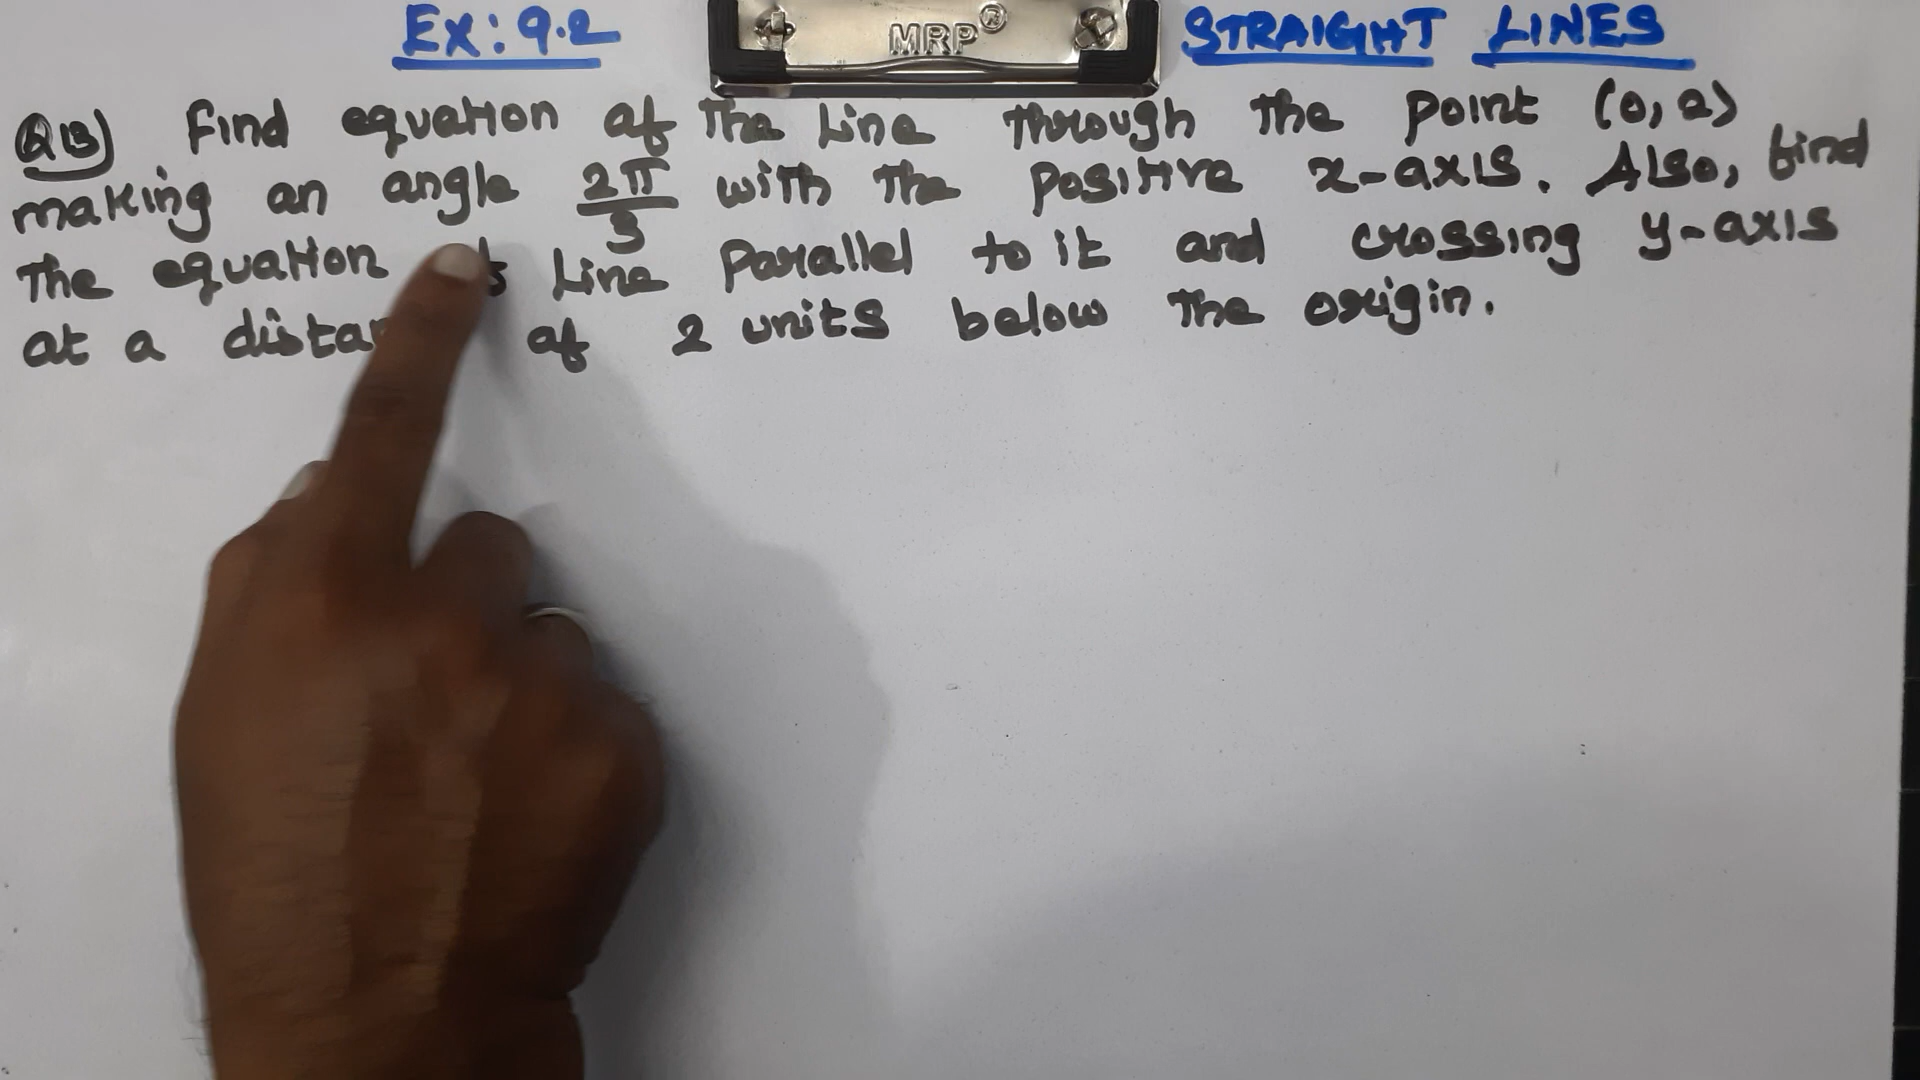 EX: 9.2
MRP®
STRAIGHT LINES
Q13) Find equation of The Line through the point (0, 2)
making an angle 2π/3 with the positive x-axis. Also, find
The equation Line parallel to it and crossing y-axis
at a of 2 units below the origin.